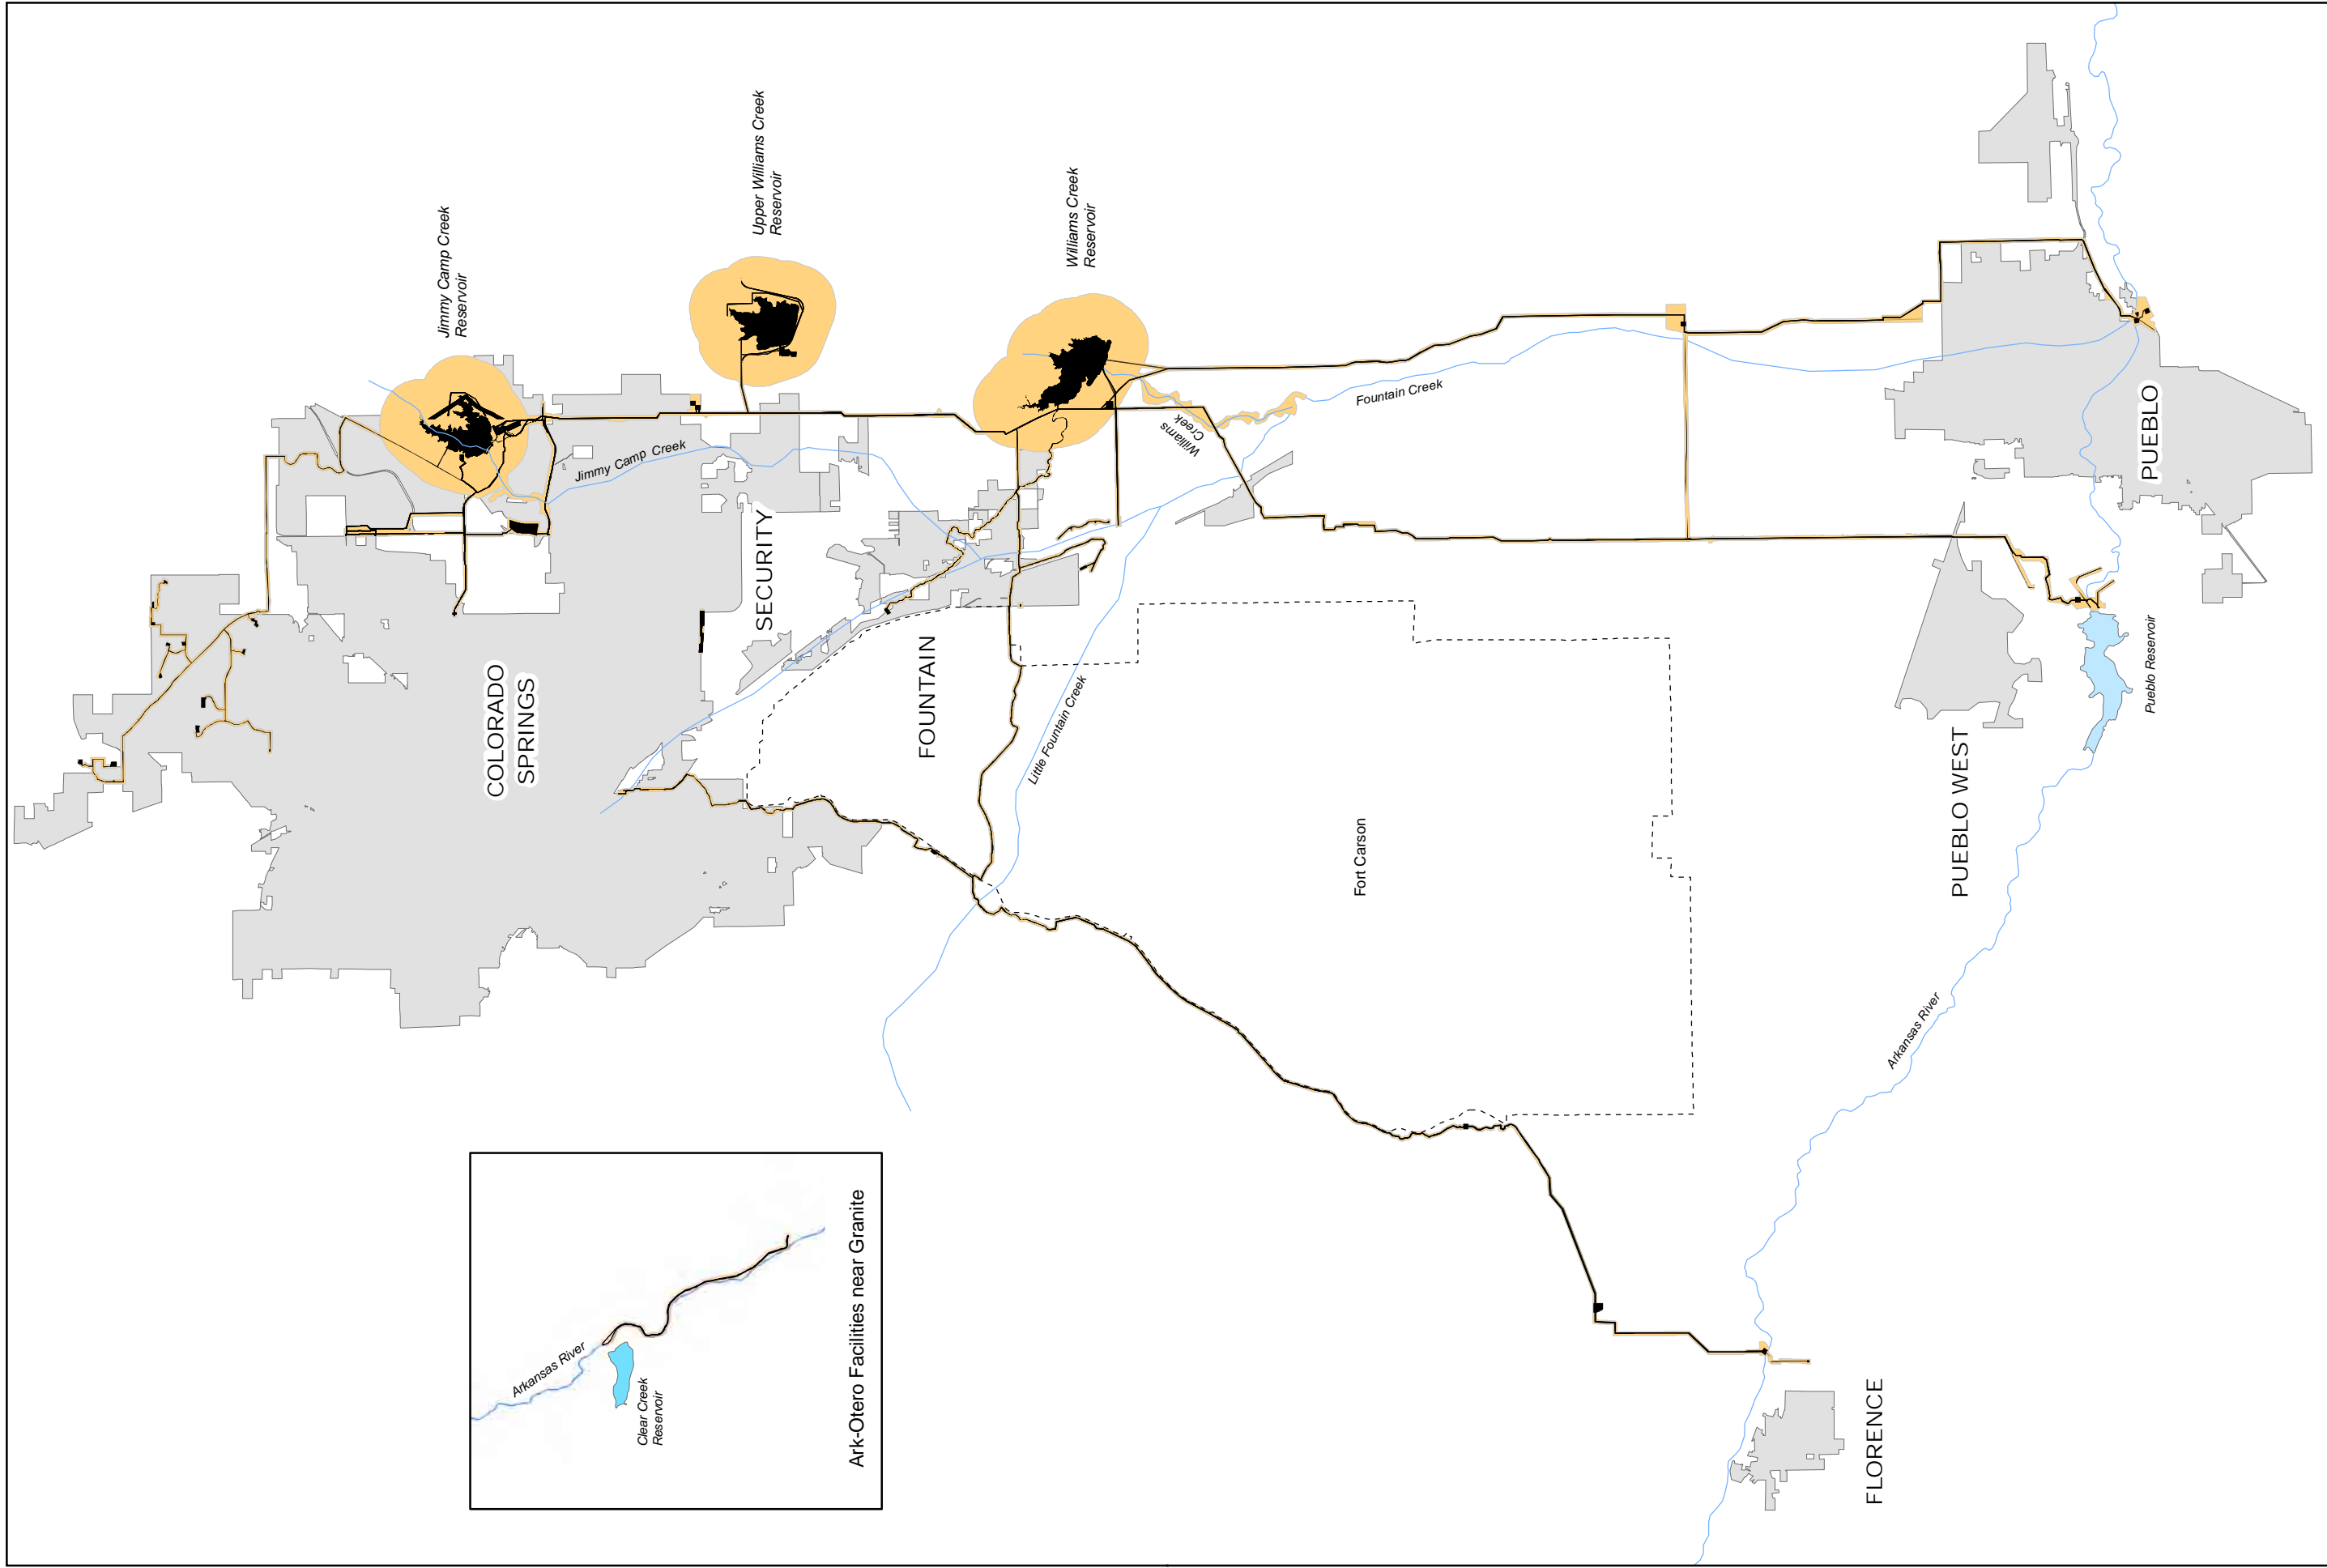 Jimmy Camp Creek
Reservoir
Upper Williams Creek
Reservoir
Williams Creek
Reservoir
Jimmy Camp Creek
Williams
Creek
Fountain Creek
SECURITY
COLORADO
SPRINGS
FOUNTAIN
Little Fountain Creek
Fort Carson
PUEBLO
PUEBLO WEST
Pueblo Reservoir
Arkansas River
FLORENCE
Arkansas River
Clear Creek
Reservoir
Ark-Otero Facilities near Granite